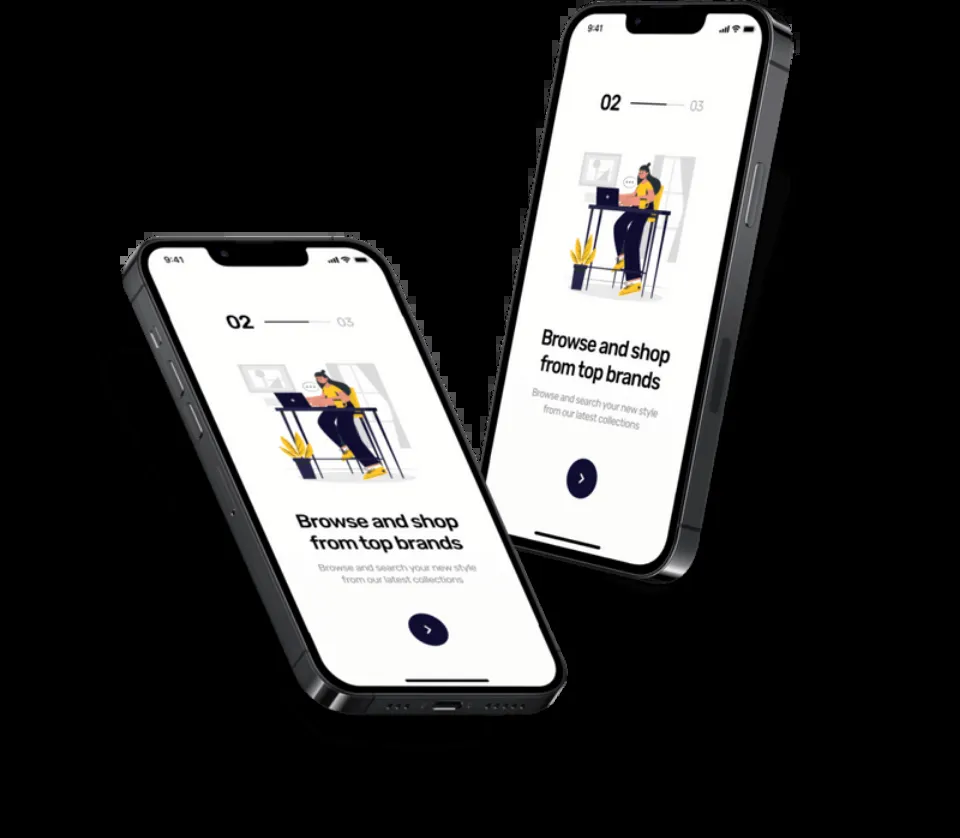 9:41
02 03
Browse and shop
from top brands
Browse and search your new style
from our latest collections
9:41
02 03
Browse and shop
from top brands
Browse and search your new style
from our latest collections